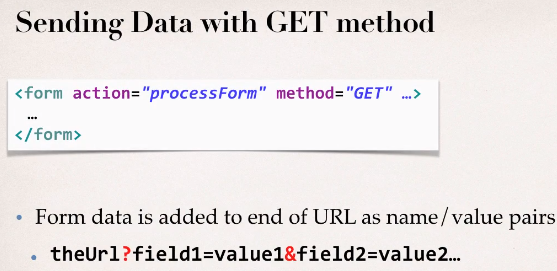 Sending Data with GET method
<form action="processForm" method="GET" …>
…
</form>
• Form data is added to end of URL as name/value pairs
• theUrl?field1=value1&field2=value2…